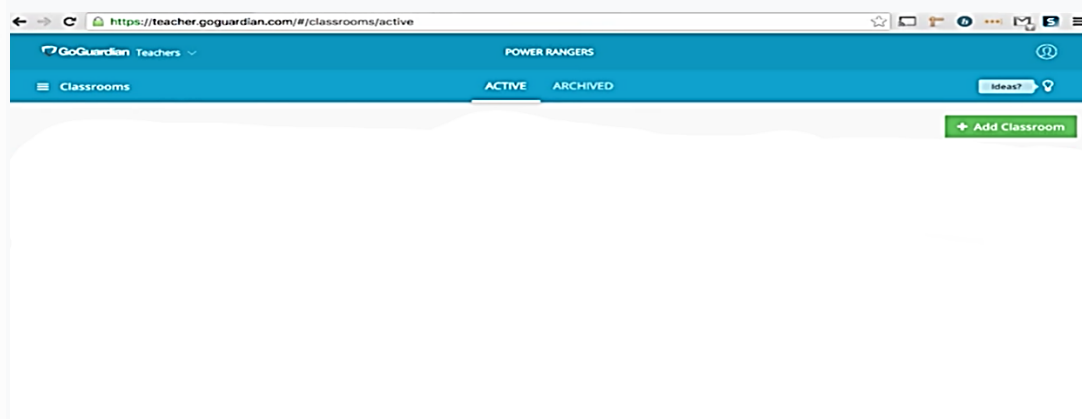 https://teacher.goguardian.com/#/classrooms/active
GoGuardian Teachers POWER RANGERS
Classrooms ACTIVE ARCHIVED Ideas?
+ Add Classroom